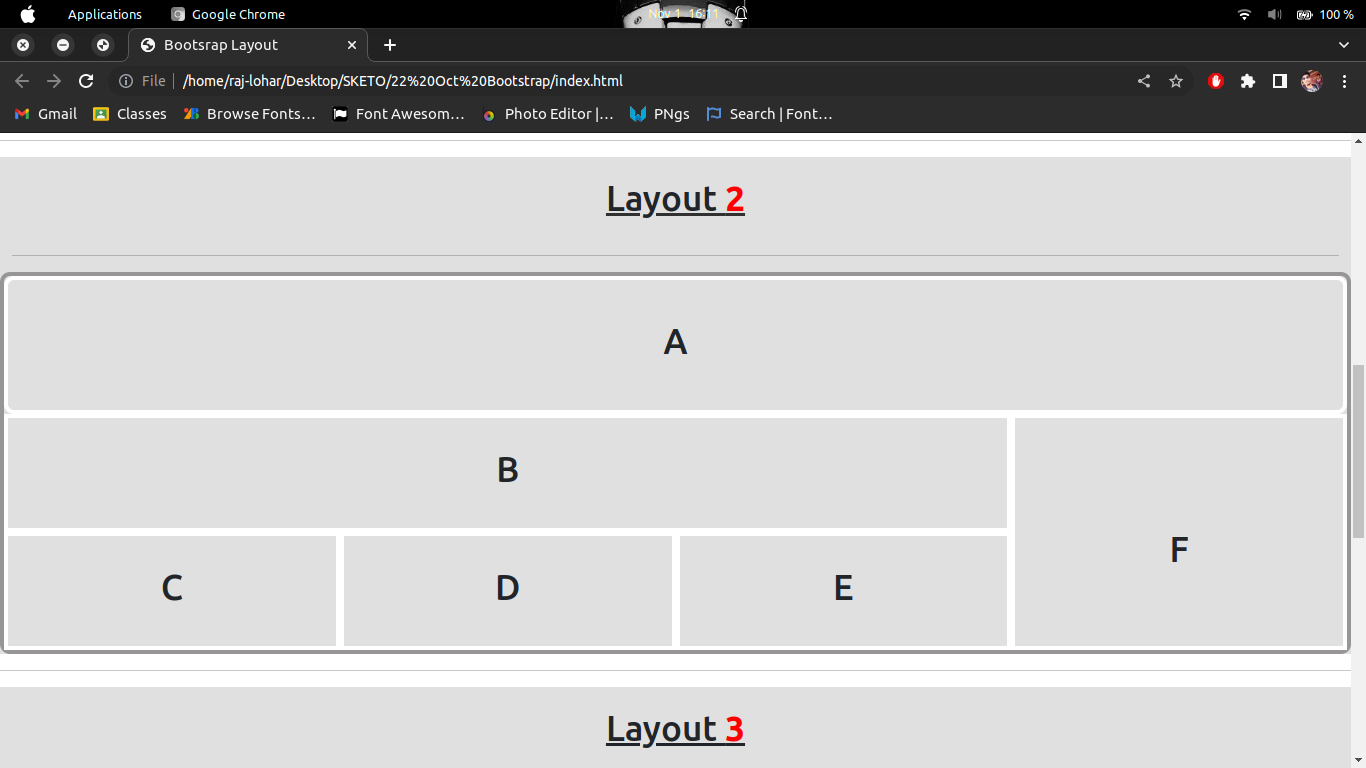 Applications Google Chrome Nov 1 16:11 100 %
Bootsrap Layout
File /home/raj-lohar/Desktop/SKETO/22%20Oct%20Bootstrap/index.html
Gmail Classes Browse Fonts… Font Awesom… Photo Editor |… PNgs Search | Font…
Layout 2
A
B
F
C D E
Layout 3